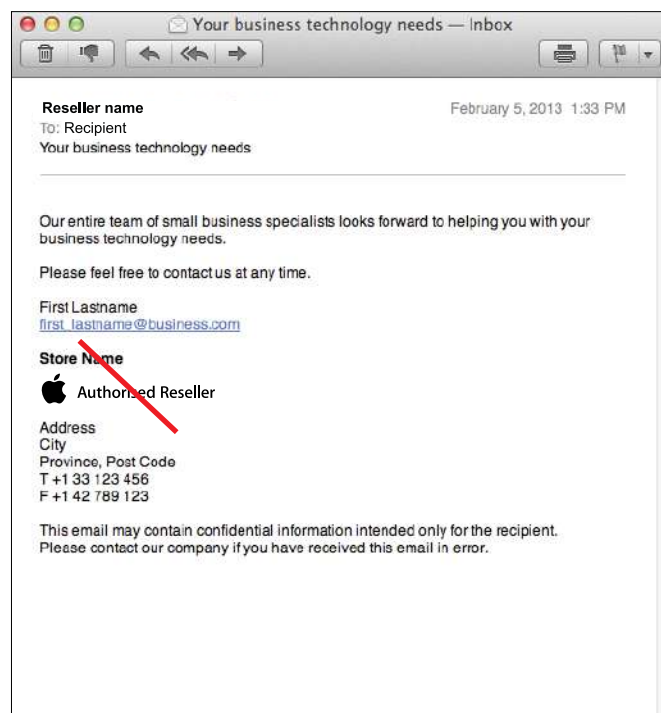 Your business technology needs — Inbox
Reseller name
February 5, 2013 1:33 PM
To: Recipient
Your business technology needs
Our entire team of small business specialists looks forward to helping you with your
business technology needs.
Please feel free to contact us at any time.
First Lastname
first_lastname@business.com
Store Name
Authorised Reseller
Address
City
Province, Post Code
T +1 33 123 456
F +1 42 789 123
This email may contain confidential information intended only for the recipient.
Please contact our company if you have received this email in error.